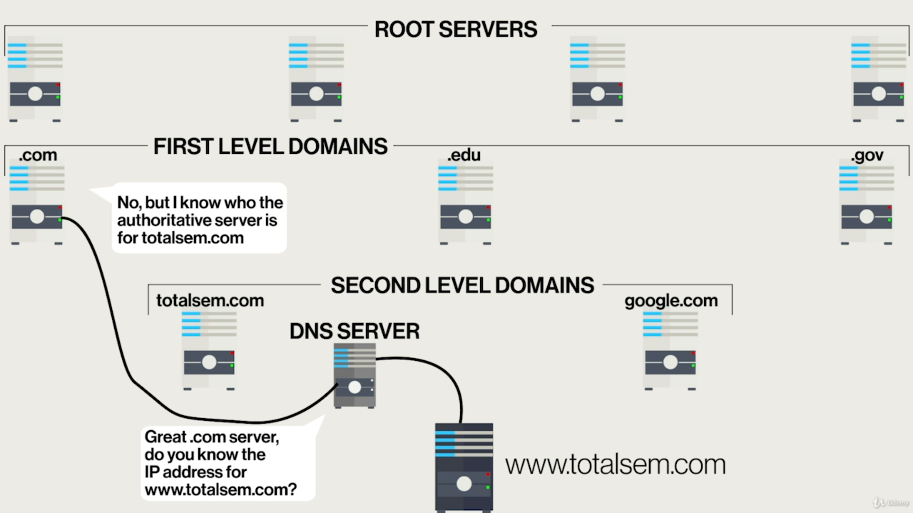 ROOT SERVERS
FIRST LEVEL DOMAINS
.com
.edu
.gov
No, but I know who the
authoritative server is
for totalsem.com
SECOND LEVEL DOMAINS
totalsem.com
google.com
DNS SERVER
Great .com server,
do you know the
IP address for
www.totalsem.com?
www.totalsem.com
Udemy